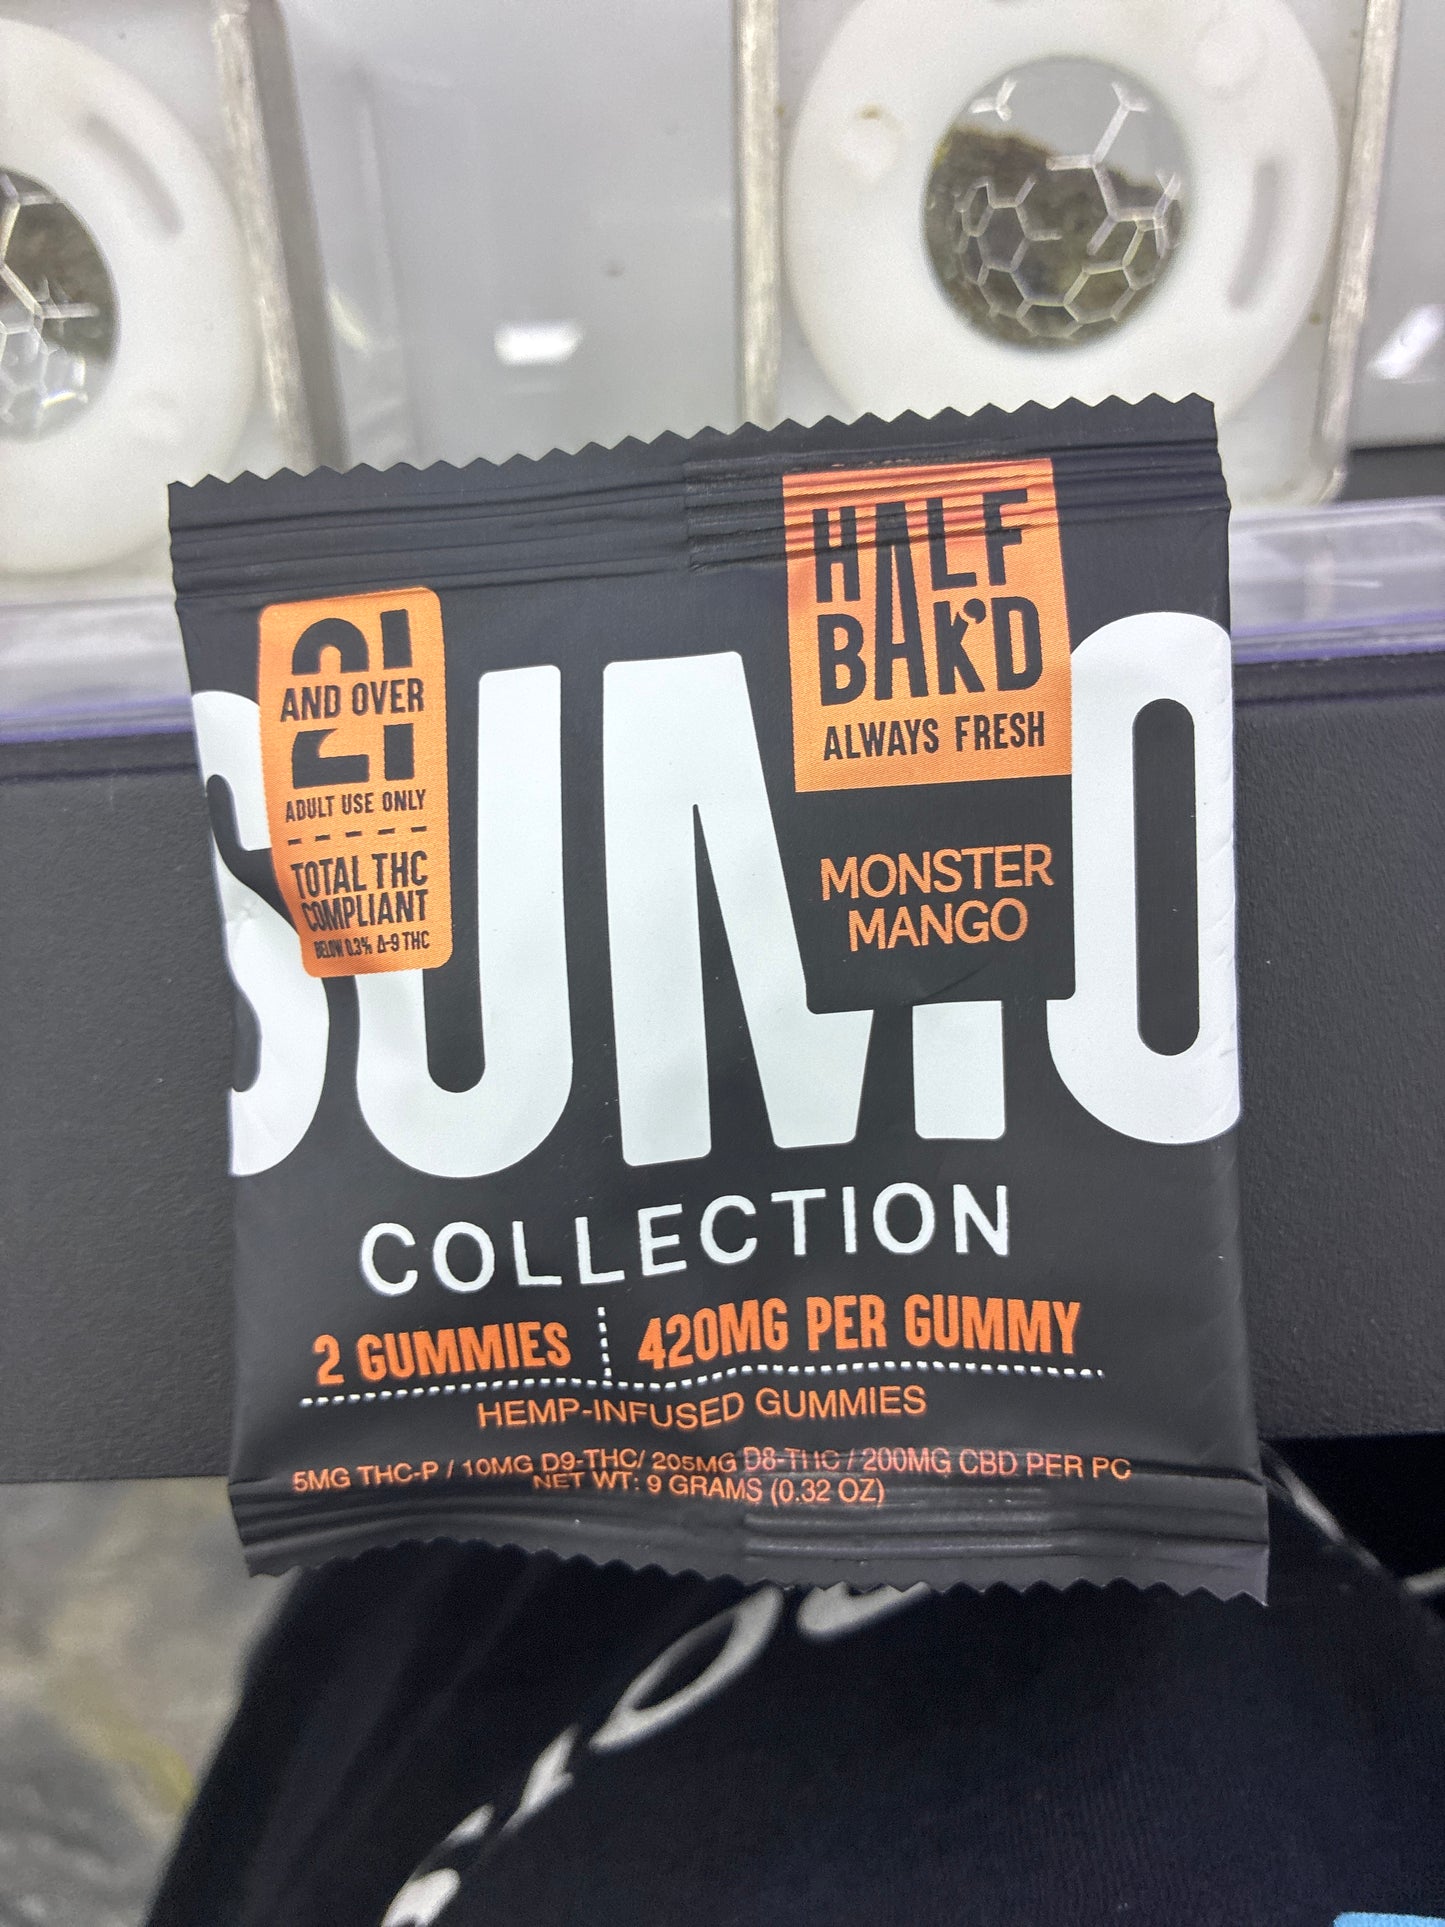 HALF
BAK'D
ALWAYS FRESH
21
AND OVER
ADULT USE ONLY
TOTAL THC
COMPLIANT
BELOW 0.3% Δ-9 THC
SUMO
MONSTER
MANGO
COLLECTION
2 GUMMIES 420MG PER GUMMY
HEMP-INFUSED GUMMIES
5MG THC-P / 10MG D9-THC/ 205MG D8-THC / 200MG CBD PER PC
NET WT: 9 GRAMS (0.32 OZ)